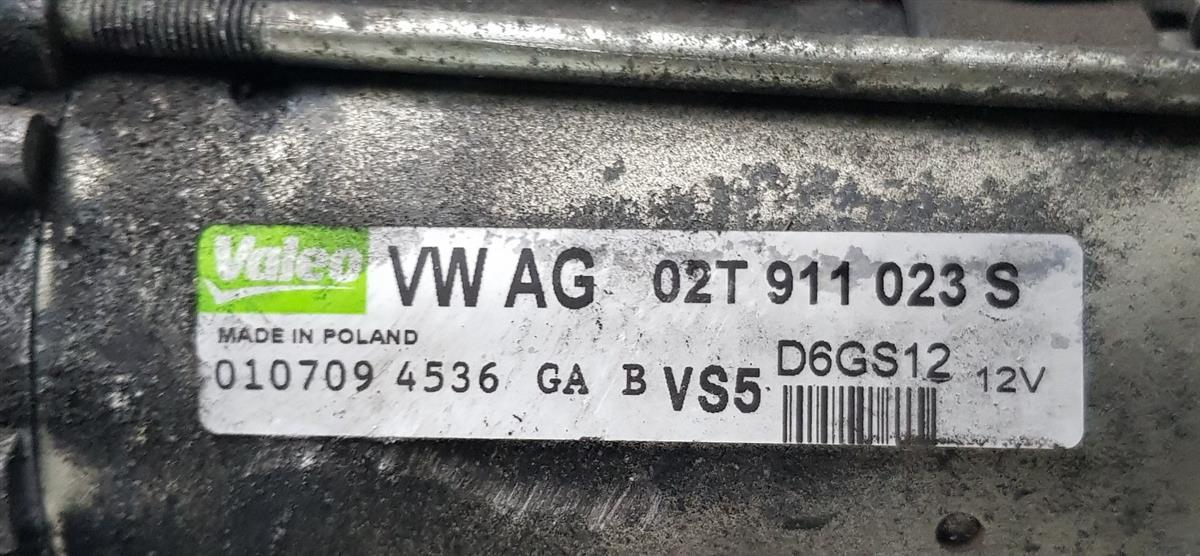 Valeo VW AG 02T 911 023 S
MADE IN POLAND
010709 4536 GA B VS5 D6GS12 12V